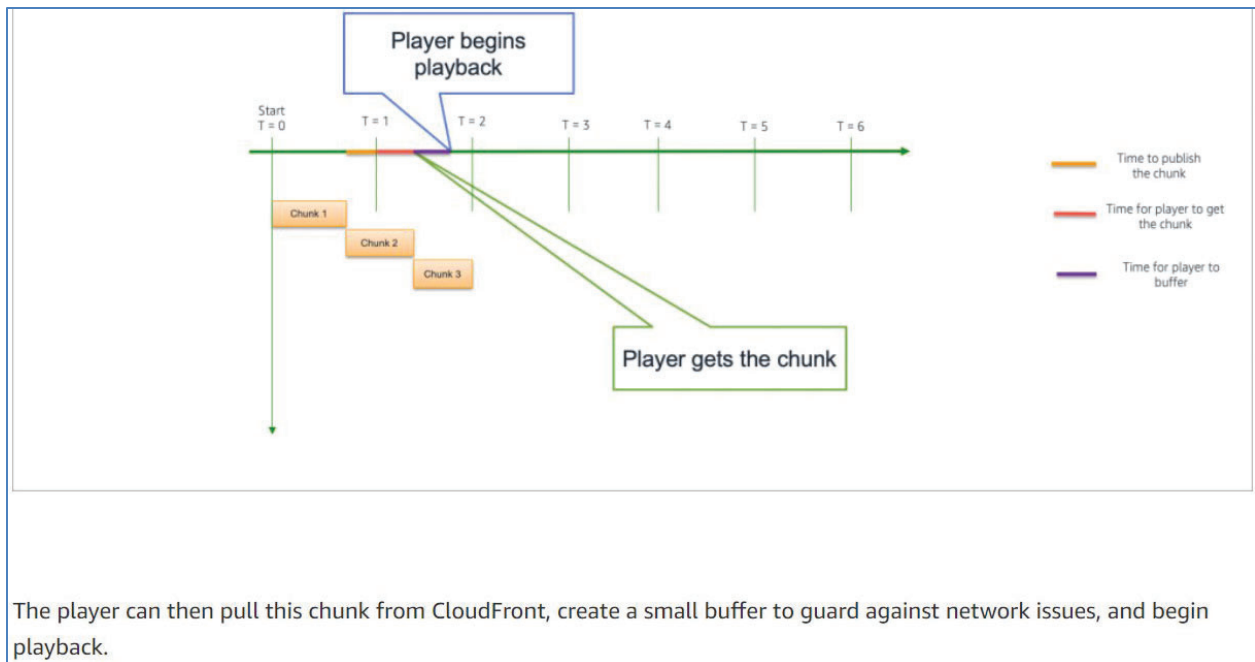 Player begins
playback
Start
T = 0
T = 1
T = 2
T = 3
T = 4
T = 5
T = 6
Time to publish
the chunk
Time for player to get
the chunk
Time for player to
buffer
Chunk 1
Chunk 2
Chunk 3
Player gets the chunk
The player can then pull this chunk from CloudFront, create a small buffer to guard against network issues, and begin
playback.